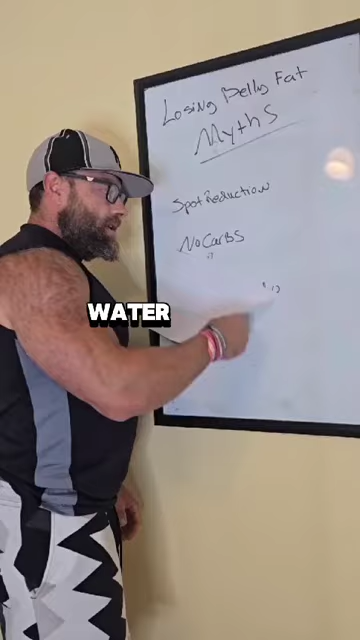 Losing Belly Fat
Myths
Spot Reduction
No Carbs
WATER